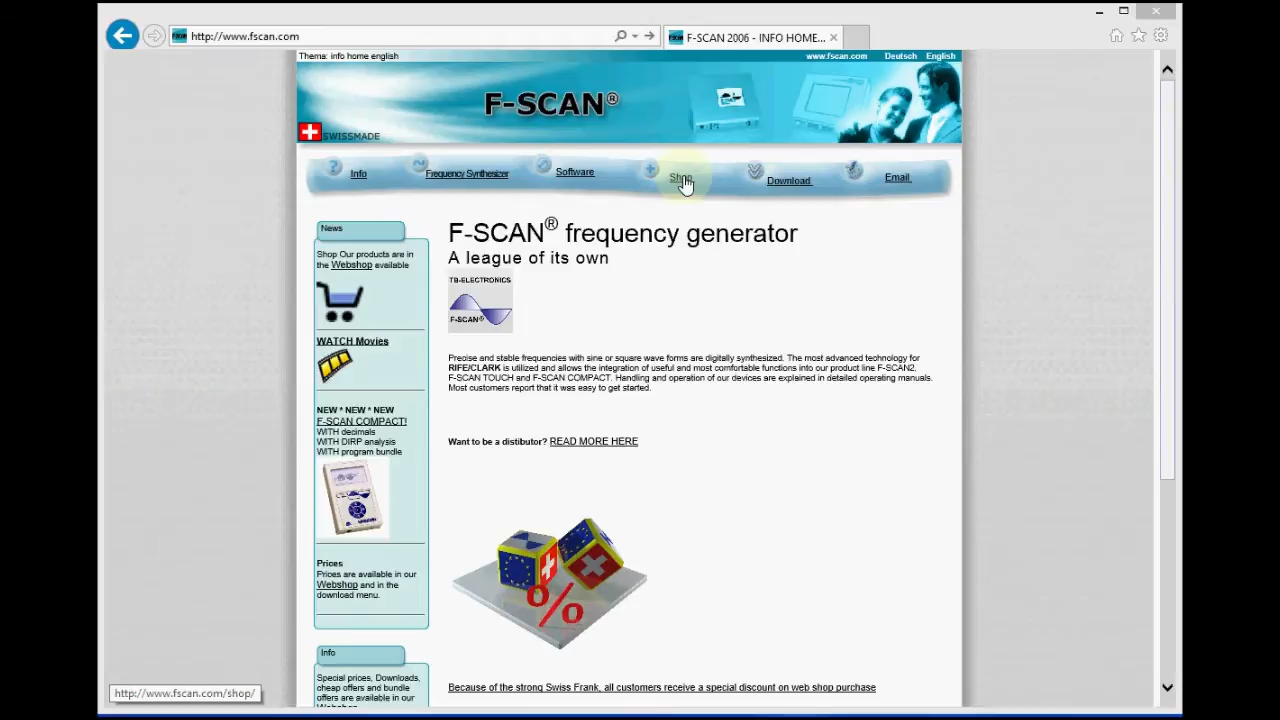 http://www.fscan.com
F-SCAN 2006 - INFO HOME...
Thema: info home english
www.fscan.com Deutsch English
F-SCAN®
SWISSMADE
Info Frequency Synthesizer Software Shop Download Email
News
Shop Our products are in
the Webshop available
WATCH Movies
NEW * NEW * NEW
F-SCAN COMPACT!
WITH decimals
WITH DIRP analysis
WITH program bundle
Prices
Prices are available in our
Webshop and in the
download menu.
Info
Special prices, Downloads,
cheap offers and bundle
offers are available in our
Webshop
F-SCAN® frequency generator
A league of its own
TB-ELECTRONICS
F-SCAN®
Precise and stable frequencies with sine or square wave forms are digitally synthesized. The most advanced technology for
RIFE/CLARK is utilized and allows the integration of useful and most comfortable functions into our product line F-SCAN2.
F-SCAN TOUCH and F-SCAN COMPACT. Handling and operation of our devices are explained in detailed operating manuals.
Most customers report that it was easy to get started.
Want to be a distibutor? READ MORE HERE
%
Because of the strong Swiss Frank, all customers receive a special discount on web shop purchase
http://www.fscan.com/shop/